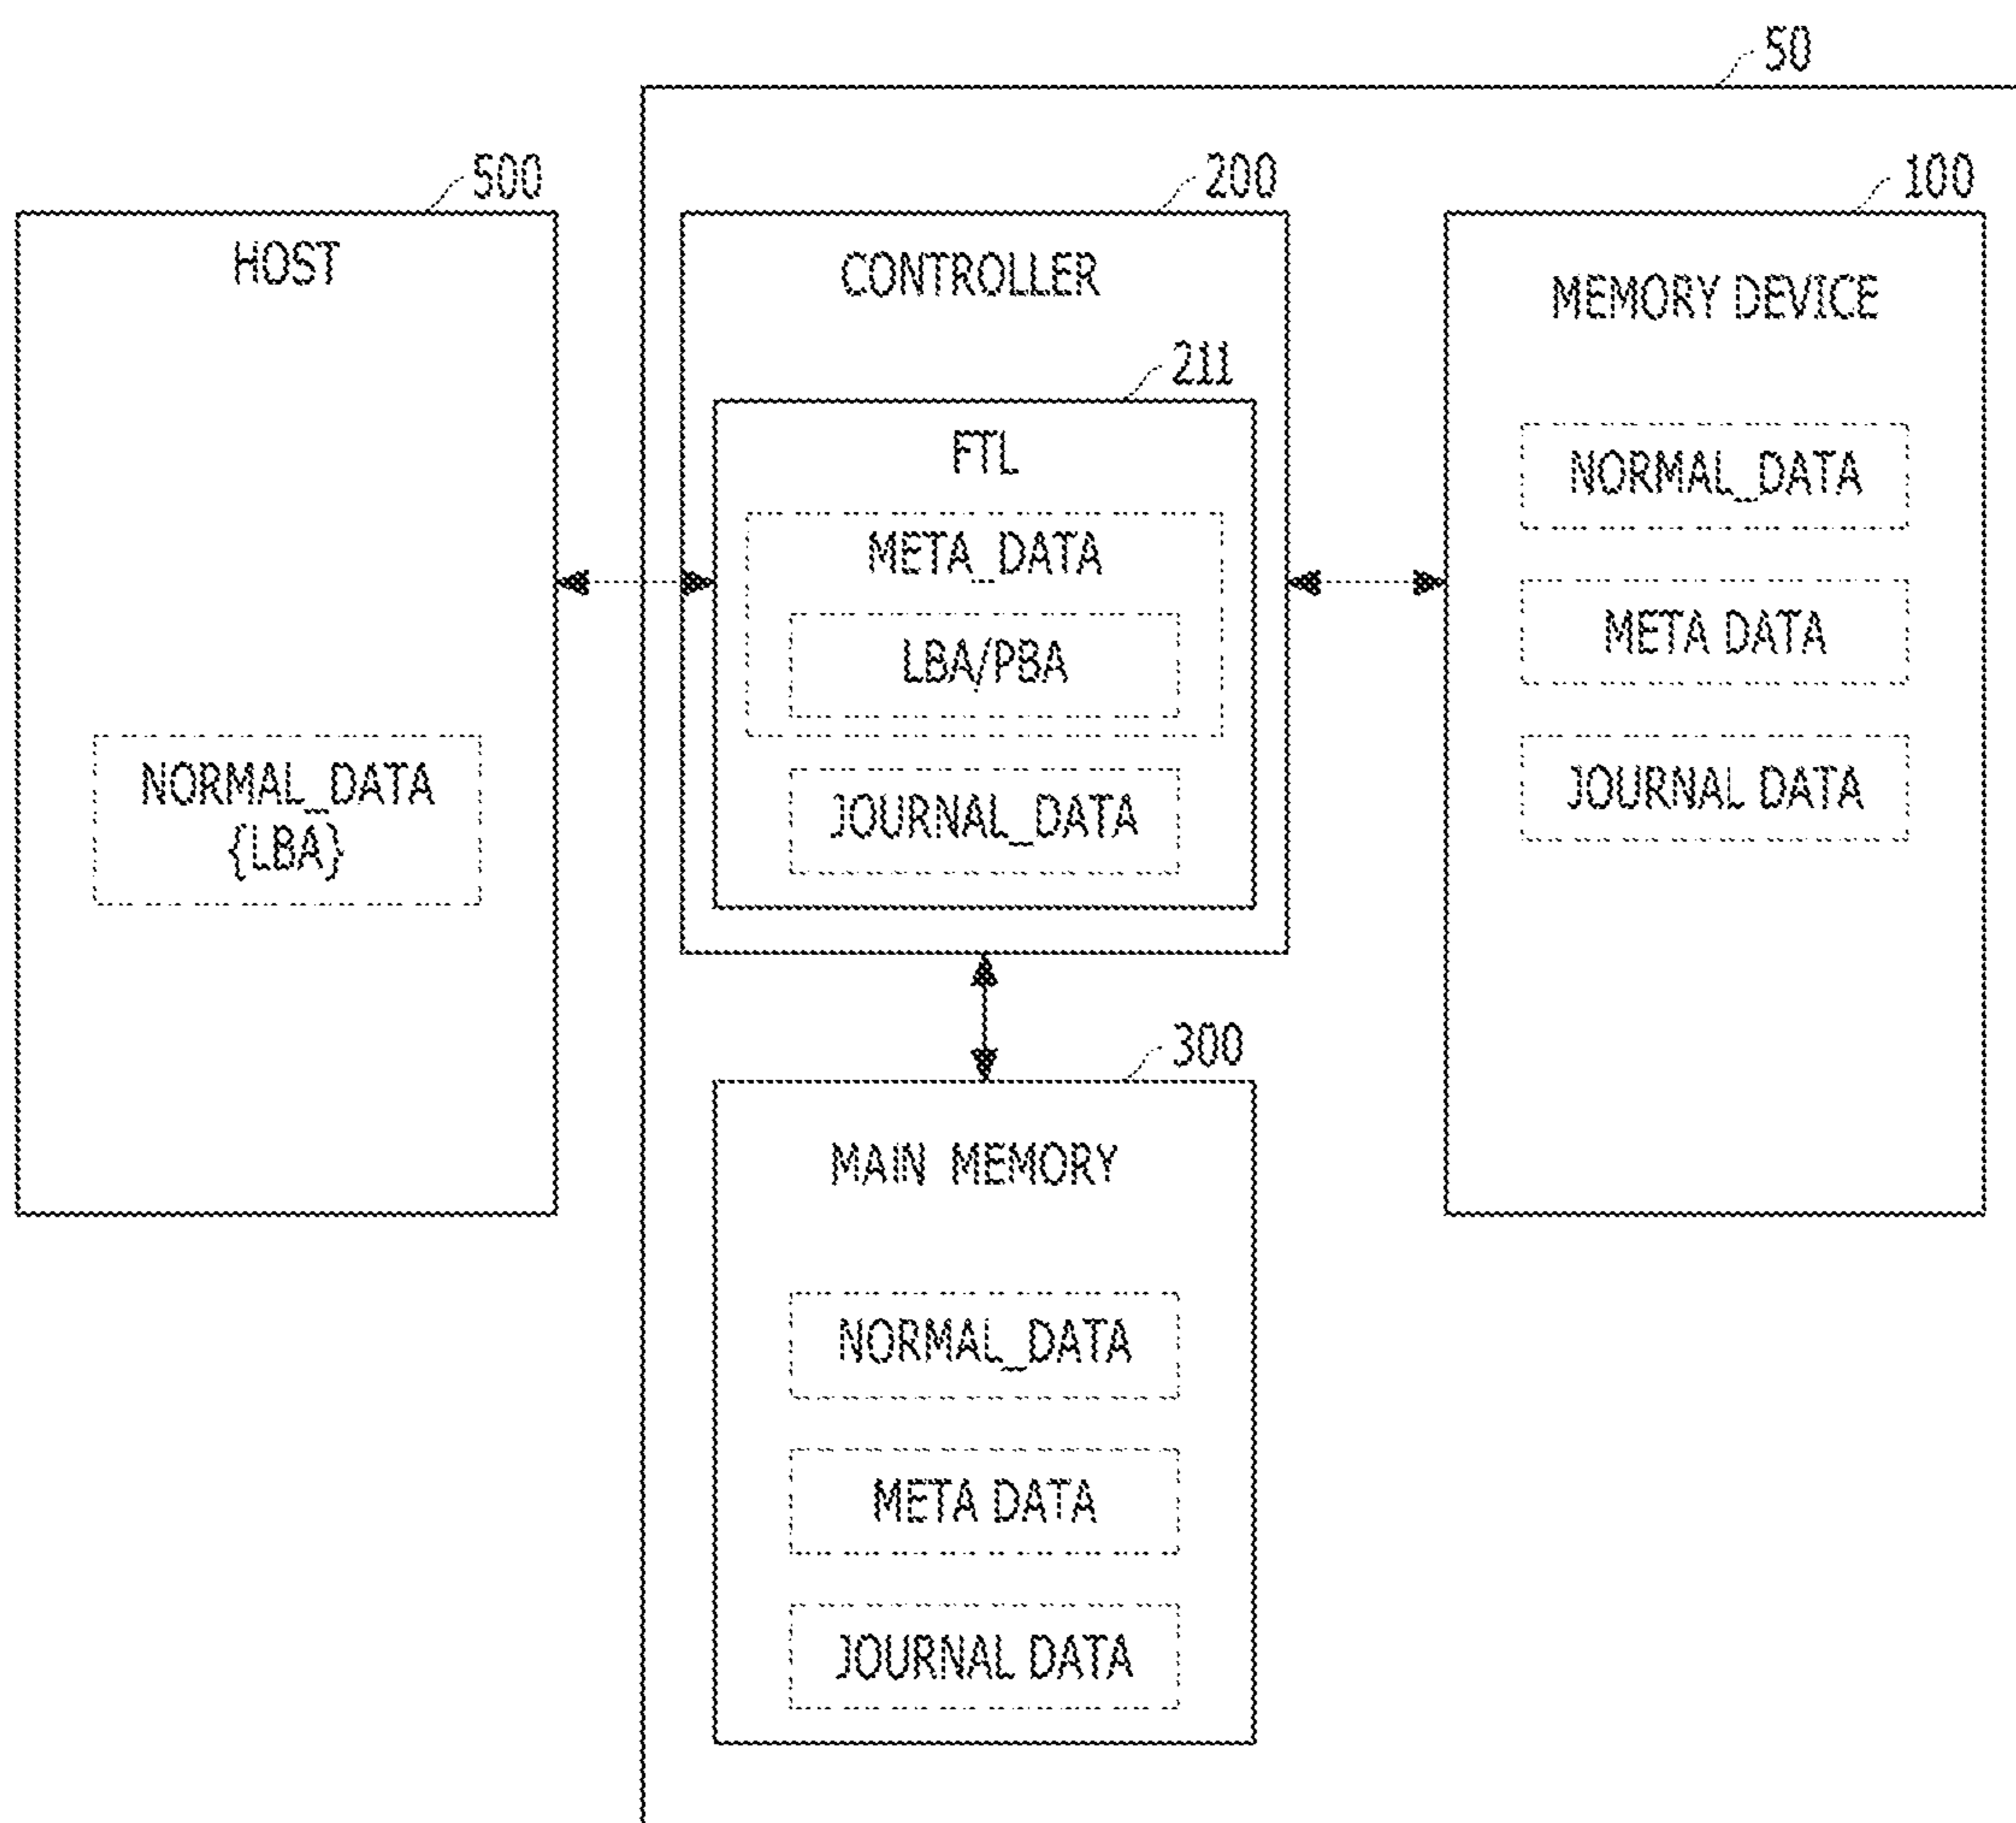 50
500
200
100
HOST
CONTROLLER
MEMORY DEVICE
211
FTL
NORMAL_DATA
META_DATA
META DATA
LBA/PBA
NORMAL_DATA
{LBA}
JOURNAL_DATA
JOURNAL DATA
300
MAIN MEMORY
NORMAL_DATA
META DATA
JOURNAL DATA